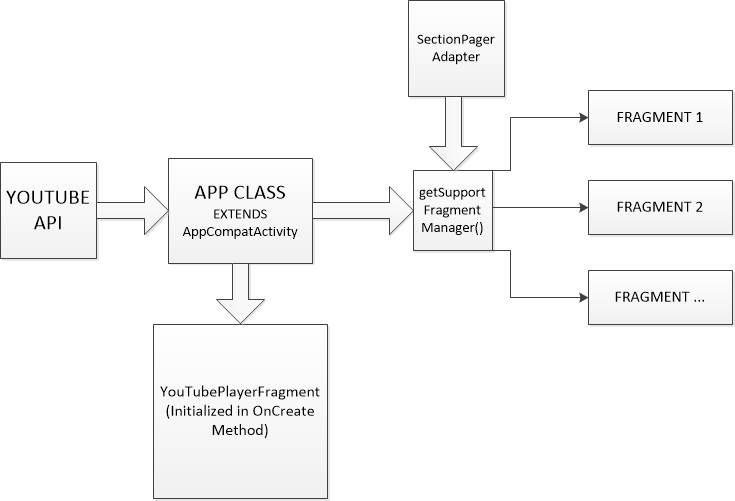 SectionPager
Adapter
FRAGMENT 1
YOUTUBE
API
APP CLASS
EXTENDS
AppCompatActivity
getSupport
Fragment
Manager()
FRAGMENT 2
FRAGMENT ...
YouTubePlayerFragment
(Initialized in OnCreate
Method)